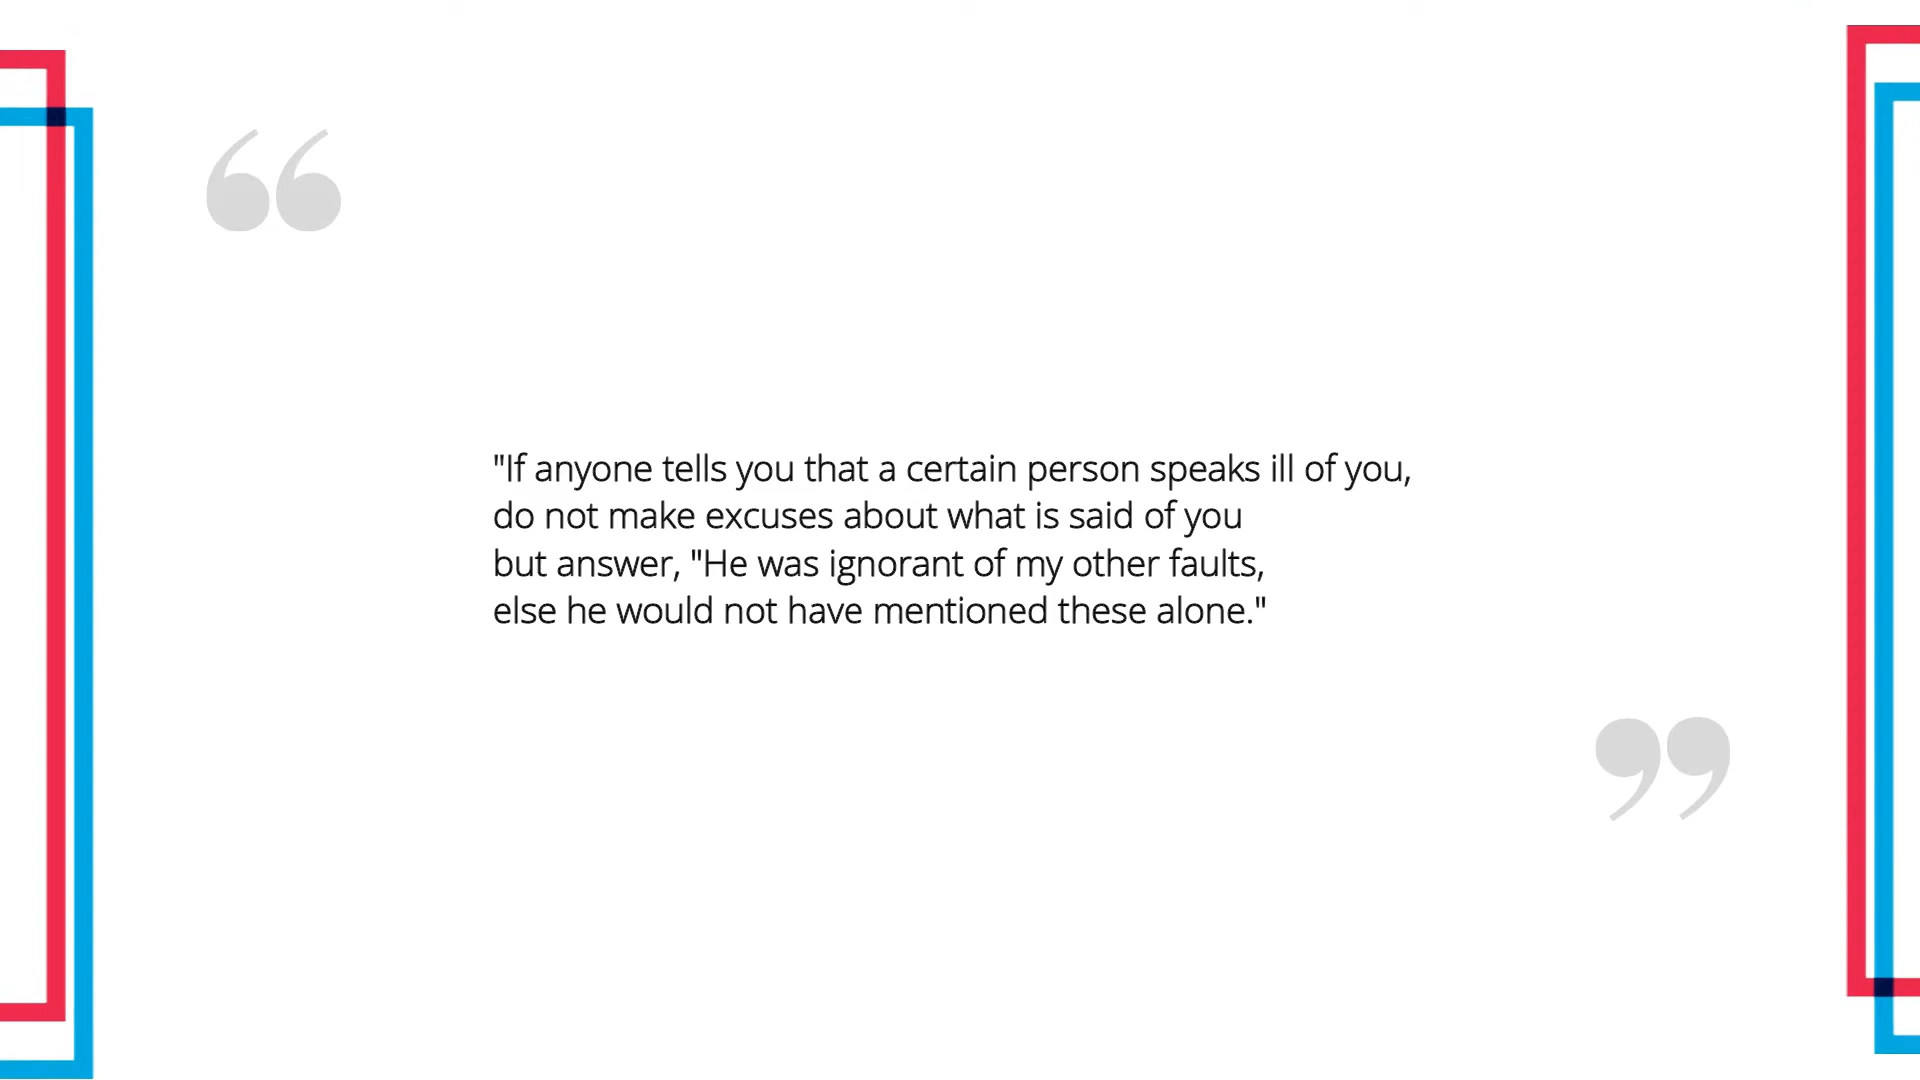 "If anyone tells you that a certain person speaks ill of you,
do not make excuses about what is said of you
but answer, "He was ignorant of my other faults,
else he would not have mentioned these alone."